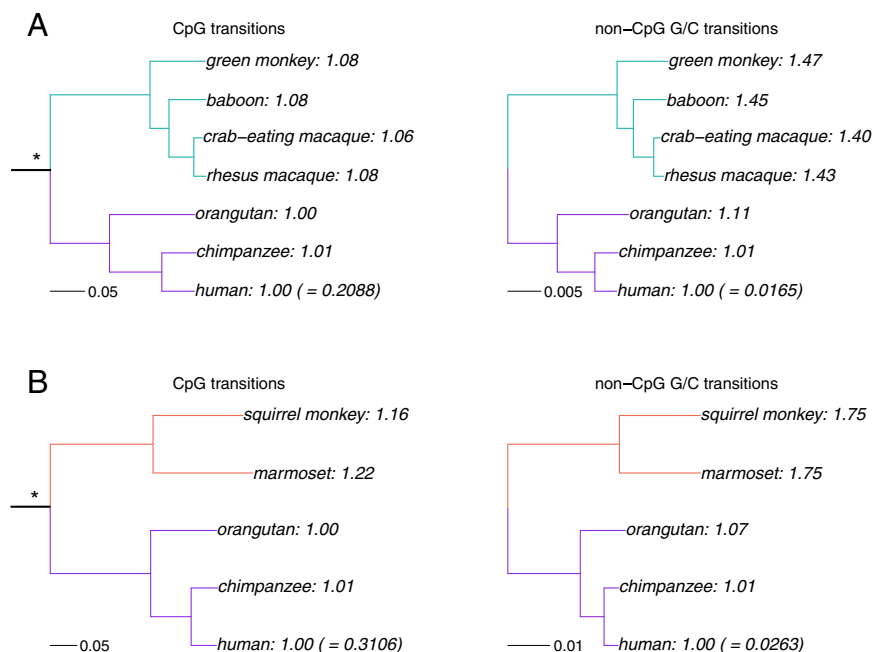 A
CpG transitions
green monkey: 1.08
baboon: 1.08
crab−eating macaque: 1.06
rhesus macaque: 1.08
orangutan: 1.00
chimpanzee: 1.01
human: 1.00 ( = 0.2088)
*
0.05
non−CpG G/C transitions
green monkey: 1.47
baboon: 1.45
crab−eating macaque: 1.40
rhesus macaque: 1.43
orangutan: 1.11
chimpanzee: 1.01
human: 1.00 ( = 0.0165)
0.005
B
CpG transitions
squirrel monkey: 1.16
marmoset: 1.22
*
orangutan: 1.00
chimpanzee: 1.01
human: 1.00 ( = 0.3106)
0.05
non−CpG G/C transitions
squirrel monkey: 1.75
marmoset: 1.75
orangutan: 1.07
chimpanzee: 1.01
human: 1.00 ( = 0.0263)
0.01